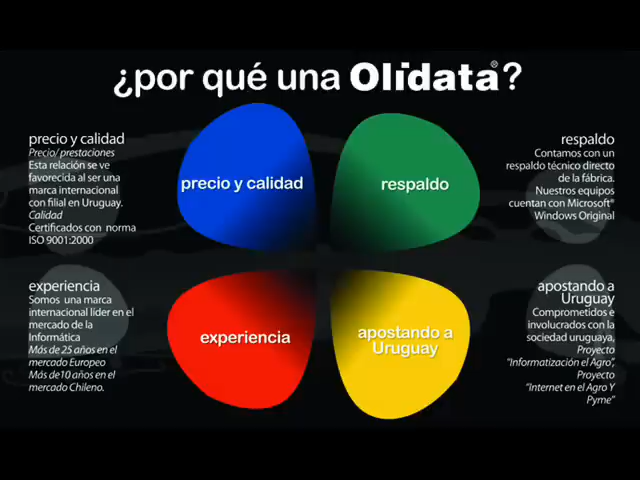 ¿por qué una Olidata®?
precio y calidad
Precio/ prestaciones
Esta relación se ve
favorecida al ser una
marca internacional
con filial en Uruguay.
Calidad
Certificados con norma
ISO 9001:2000
precio y calidad
respaldo
respaldo
Contamos con un
respaldo técnico directo
de la fábrica.
Nuestros equipos
cuentan con Microsoft®
Windows Original
experiencia
Somos una marca
internacional líder en el
mercado de la
Informática
Más de 25 años en el
mercado Europeo
Más de10 años en el
mercado Chileno.
experiencia
apostando a
Uruguay
apostando a
Uruguay
Comprometidos e
involucrados con la
sociedad uruguaya,
Proyecto
"Informatización el Agro",
Proyecto
"Internet en el Agro Y
Pyme"